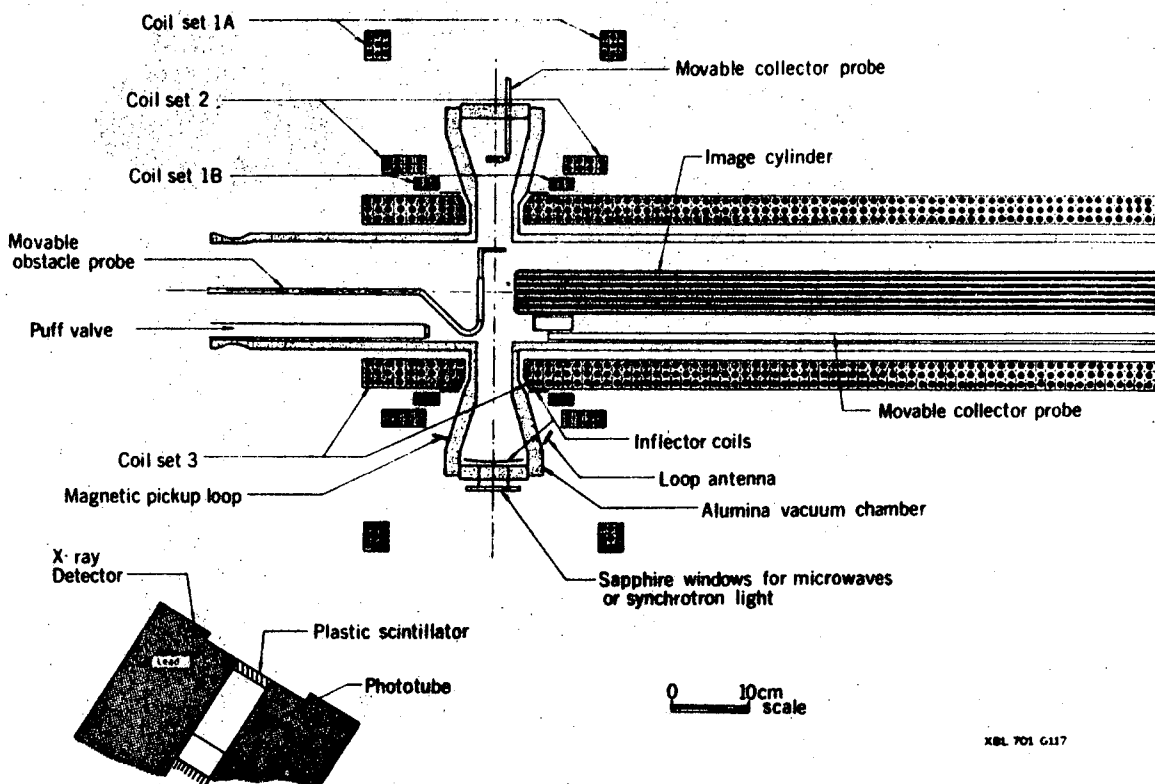 Coil set 1A
Movable collector probe
Coil set 2
Image cylinder
Coil set 1B
Movable
obstacle probe
Puff valve
Movable collector probe
Inflector coils
Coil set 3
Loop antenna
Magnetic pickup loop
Alumina vacuum chamber
X-ray
Detector
Sapphire windows for microwaves
or synchrotron light
Plastic scintillator
Lead
Phototube
0 10cm
scale
XBL 701 6117